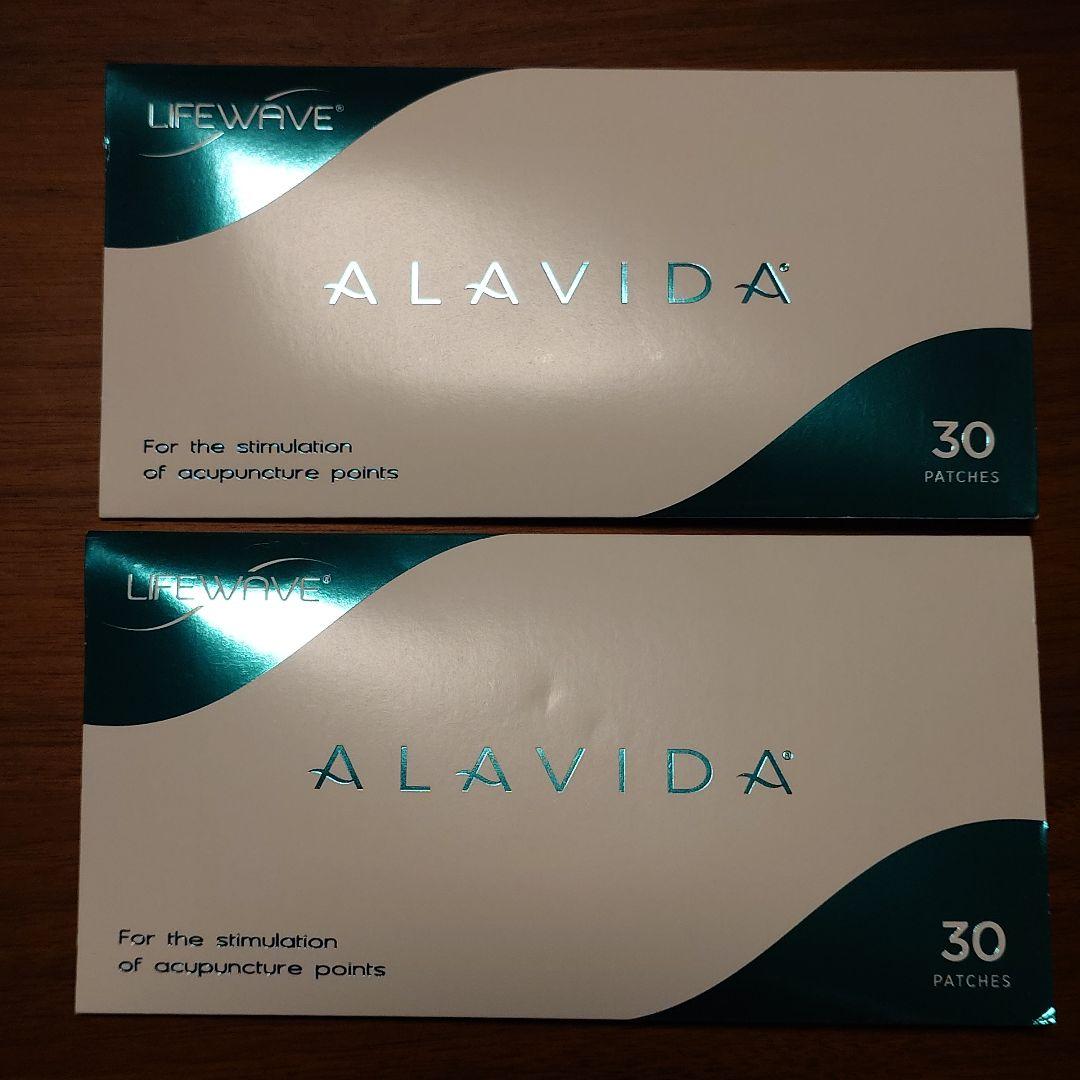 LIFEWAVE®
ALAVIDA®
For the stimulation
of acupuncture points
30
PATCHES
LIFEWAVE®
ALAVIDA®
For the stimulation
of acupuncture points
30
PATCHES